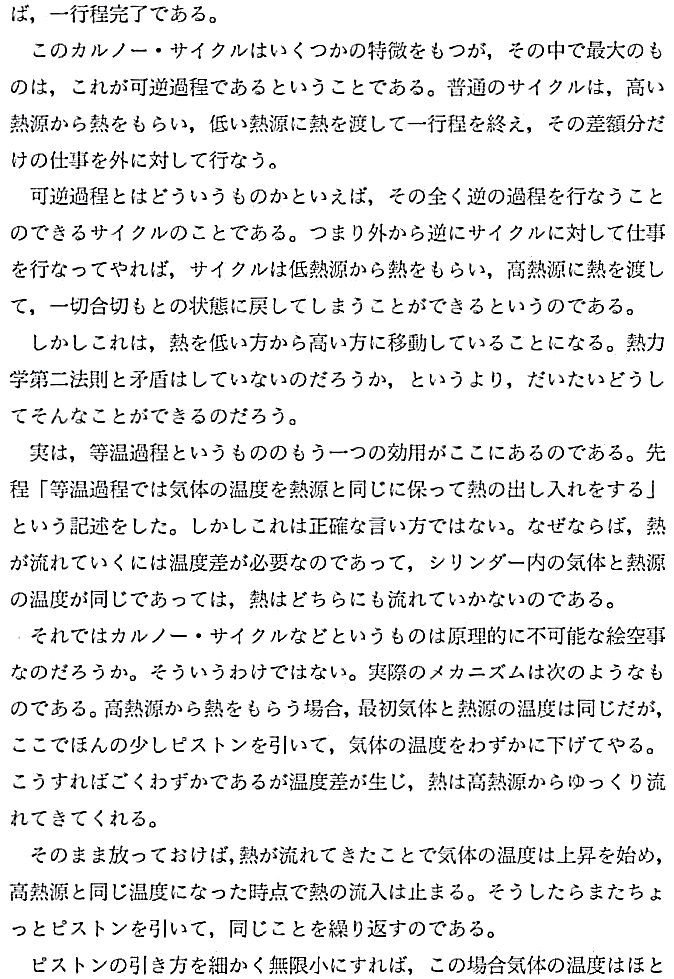 ば，一行程完了である。
このカルノー・サイクルはいくつかの特徴をもつが，その中で最大のも
のは，これが可逆過程であるということである。普通のサイクルは，高い
熱源から熱をもらい，低い熱源に熱を渡して一行程を終え，その差額分だ
けの仕事を外に対して行なう。
可逆過程とはどういうものかといえば，その全く逆の過程を行なうこと
のできるサイクルのことである。つまり外から逆にサイクルに対して仕事
を行なってやれば，サイクルは低熱源から熱をもらい，高熱源に熱を渡し
て，一切合切もとの状態に戻してしまうことができるというのである。
しかしこれは，熱を低い方から高い方に移動していることになる。熱力
学第二法則と矛盾はしていないのだろうか，というより，だいたいどうし
てそんなことができるのだろう。
実は，等温過程というもののもう一つの効用がここにあるのである。先
程「等温過程では気体の温度を熱源と同じに保って熱の出し入れをする」
という記述をした。しかしこれは正確な言い方ではない。なぜならば，熱
が流れていくには温度差が必要なのであって，シリンダー内の気体と熱源
の温度が同じであっては，熱はどちらにも流れていかないのである。
それではカルノー・サイクルなどというものは原理的に不可能な絵空事
なのだろうか。そういうわけではない。実際のメカニズムは次のようなも
のである。高熱源から熱をもらう場合，最初気体と熱源の温度は同じだが，
ここでほんの少しピストンを引いて，気体の温度をわずかに下げてやる。
こうすればごくわずかであるが温度差が生じ，熱は高熱源からゆっくり流
れてきてくれる。
そのまま放っておけば，熱が流れてきたことで気体の温度は上昇を始め，
高熱源と同じ温度になった時点で熱の流入は止まる。そうしたらまたちょ
っとピストンを引いて，同じことを繰り返すのである。
ピストンの引き方を細かく無限小にすれば，この場合気体の温度はほと